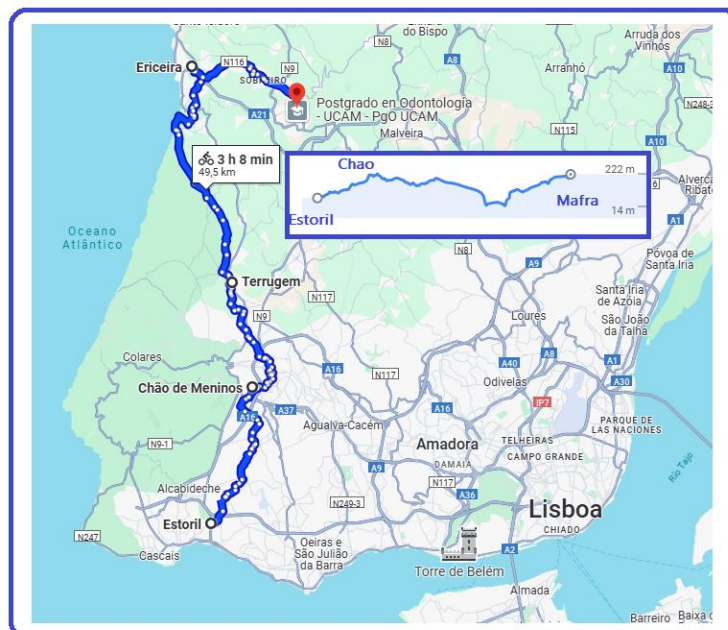 Enxara
do Bispo
Arruda dos
Vinhos
N8
A8
A10
Arranhó
N248-3
Ericeira
N116
N9
SOBREIRO
A21
Postgrado en Odontología
- UCAM - PgO UCAM
Malveira
N115
A10
3 h 8 min
49,5 km
Chao
222 m
Estoril
Mafra
14 m
Alverca
Ribate
A1
Oceano
Atlântico
N8
A9
Póvoa de
Santa Iria
Terrugem
N117
N9
Loures
Santa Iria
de Azóia
São João
da Talha
Colares
A16
A8
A1
A40
N117
Odivelas
A30
Chão de Meninos
A16
A37
A16
IP7
PARQUE DE
LAS NACIONES
Agualva-Cacém
Amadora
TELHEIRAS
N9-1
A9
DAMAIA
CAMPO GRANDE
Río Tajo
N117
A36
Alcabideche
N249-3
Lisboa
Estoril
CHIADO
N247
Cascais
Oeiras e
São Julião
da Barra
A2
Torre de Belém
Almada
Barreiro
Baixa d